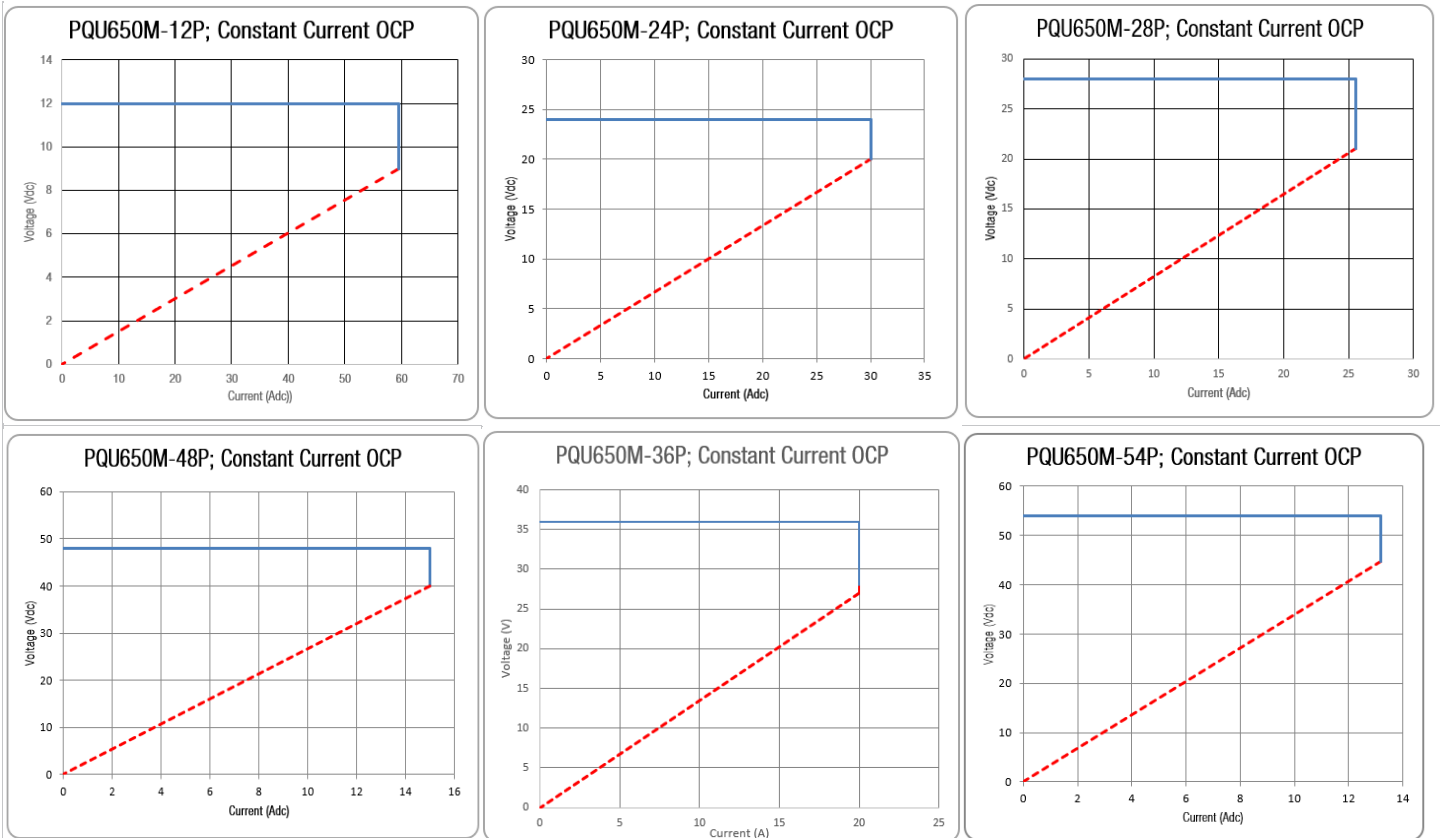 PQU650M-12P; Constant Current OCP
14
12
10
8
6
4
2
0
Voltage (Vdc)
0 10 20 30 40 50 60 70
Current (Adc))
PQU650M-24P; Constant Current OCP
30
25
20
15
10
5
0
Voltage (Vdc)
0 5 10 15 20 25 30 35
Current (Adc)
PQU650M-28P; Constant Current OCP
30
25
20
15
10
5
0
Voltage (Vdc)
0 5 10 15 20 25 30
Current (Adc)
PQU650M-48P; Constant Current OCP
60
50
40
30
20
10
0
Voltage (Vdc)
0 2 4 6 8 10 12 14 16
Current (Adc)
PQU650M-36P; Constant Current OCP
40
35
30
25
20
15
10
5
0
Voltage (V)
0 5 10 15 20 25
Current (A)
PQU650M-54P; Constant Current OCP
60
50
40
30
20
10
0
Voltage (Vdc)
0 2 4 6 8 10 12 14
Current (Adc)